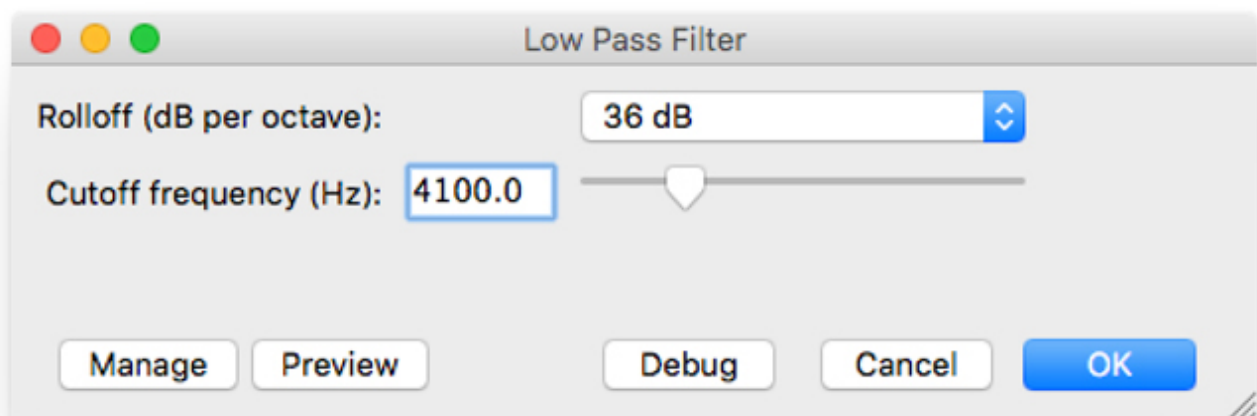 Low Pass Filter
Rolloff (dB per octave): 36 dB
Cutoff frequency (Hz): 4100.0
Manage Preview Debug Cancel OK